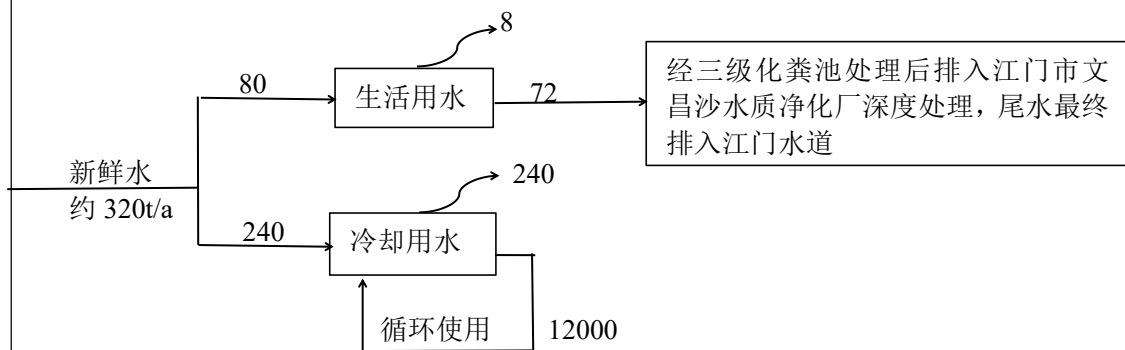 8
80
生活用水
72
经三级化粪池处理后排入江门市文
昌沙水质净化厂深度处理，尾水最终
排入江门水道
新鲜水
约 320t/a
240
240
冷却用水
循环使用
12000